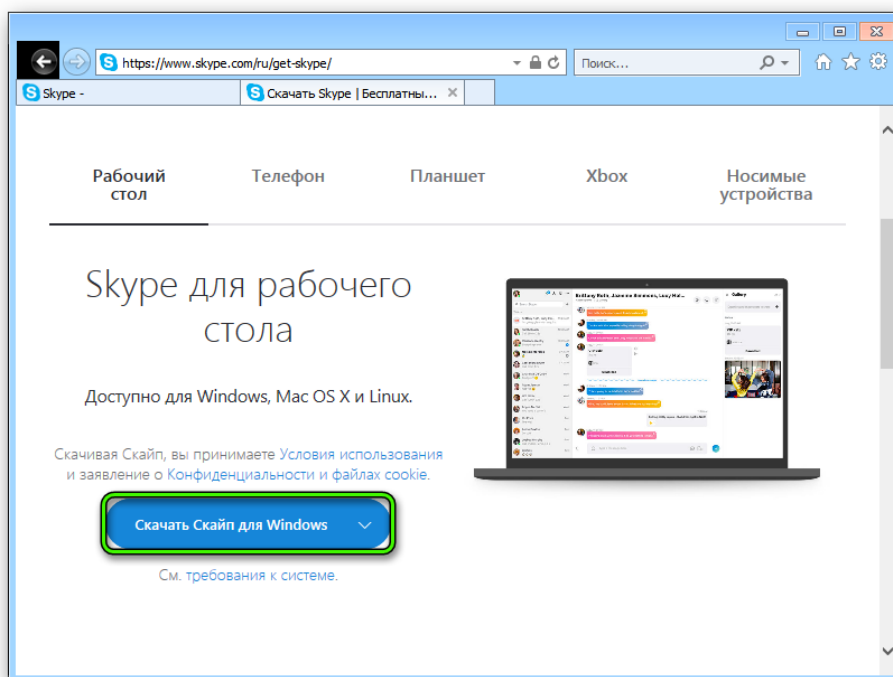 https://www.skype.com/ru/get-skype/
Поиск...
Skype -
Скачать Skype | Бесплатны...
Рабочий стол
Телефон
Планшет
Xbox
Носимые устройства
Skype для рабочего
стола
Gallery
Доступно для Windows, Mac OS X и Linux.
Скачивая Скайп, вы принимаете Условия использования
и заявление о Конфиденциальности и файлах cookie.
Скачать Скайп для Windows
См. требования к системе.